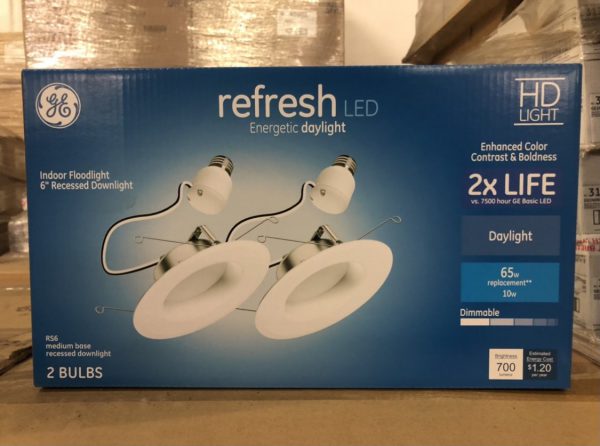 GE
refresh LED
Energetic daylight
HD
LIGHT
Indoor Floodlight
6" Recessed Downlight
Enhanced Color
Contrast & Boldness
2x LIFE
vs. 7500 hour GE Basic LED
Daylight
65w
replacement**
10w
Dimmable
RS6
medium base
recessed downlight
2 BULBS
Brightness
700
lumens
Estimated
Energy Cost
$1.20
per year